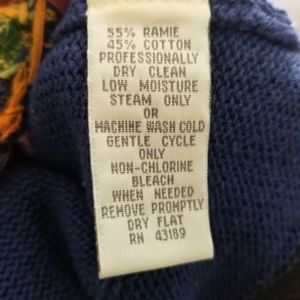 55% RAMIE
45% COTTON
PROFESSIONALLY
DRY CLEAN
LOW MOISTURE
STEAM ONLY
OR
MACHINE WASH COLD
GENTLE CYCLE
ONLY
NON-CHLORINE
BLEACH
WHEN NEEDED
REMOVE PROMPTLY
DRY FLAT
RN 43189